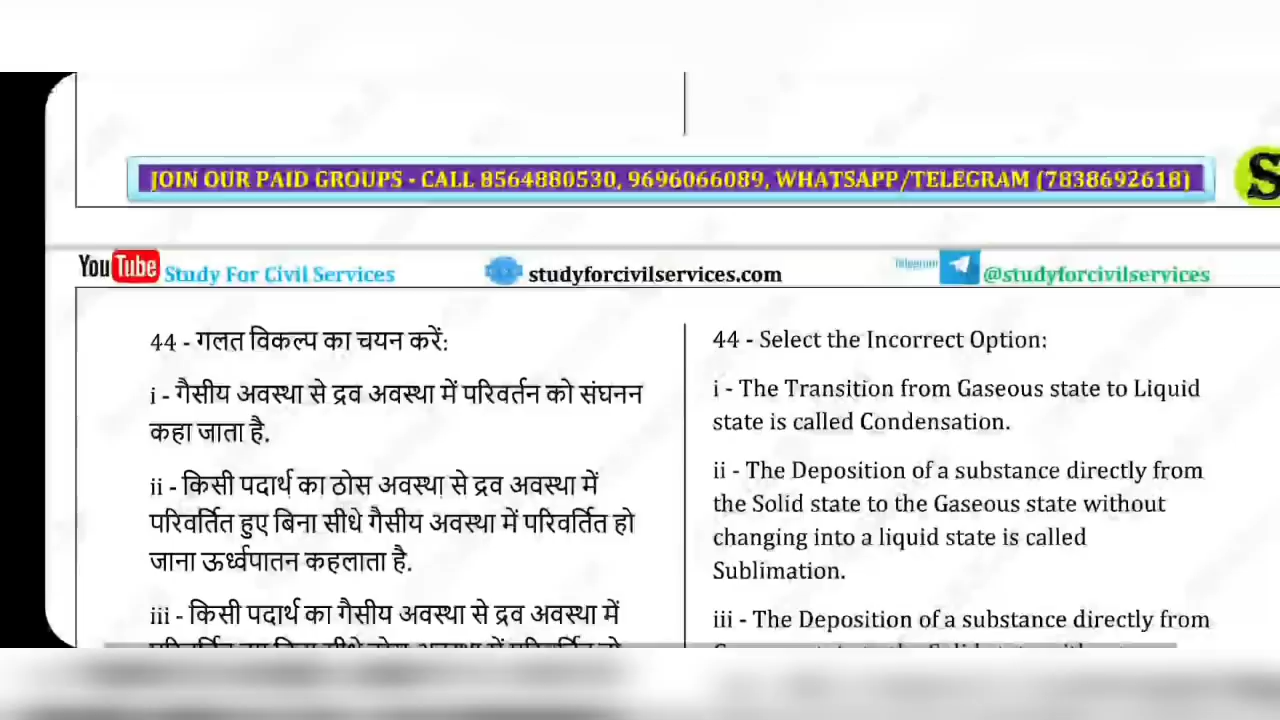 JOIN OUR PAID GROUPS - CALL 8564880530, 9696066089, WHATSAPP/TELEGRAM (7838692618)
S
YouTube Study For Civil Services
studyforcivilservices.com
Telegram @studyforcivilservices
44 - गलत विकल्प का चयन करें:
i - गैसीय अवस्था से द्रव अवस्था में परिवर्तन को संघनन
कहा जाता है.
ii - किसी पदार्थ का ठोस अवस्था से द्रव अवस्था में
परिवर्तित हुए बिना सीधे गैसीय अवस्था में परिवर्तित हो
जाना ऊर्ध्वपातन कहलाता है.
iii - किसी पदार्थ का गैसीय अवस्था से द्रव अवस्था में
44 - Select the Incorrect Option:
i - The Transition from Gaseous state to Liquid
state is called Condensation.
ii - The Deposition of a substance directly from
the Solid state to the Gaseous state without
changing into a liquid state is called
Sublimation.
iii - The Deposition of a substance directly from